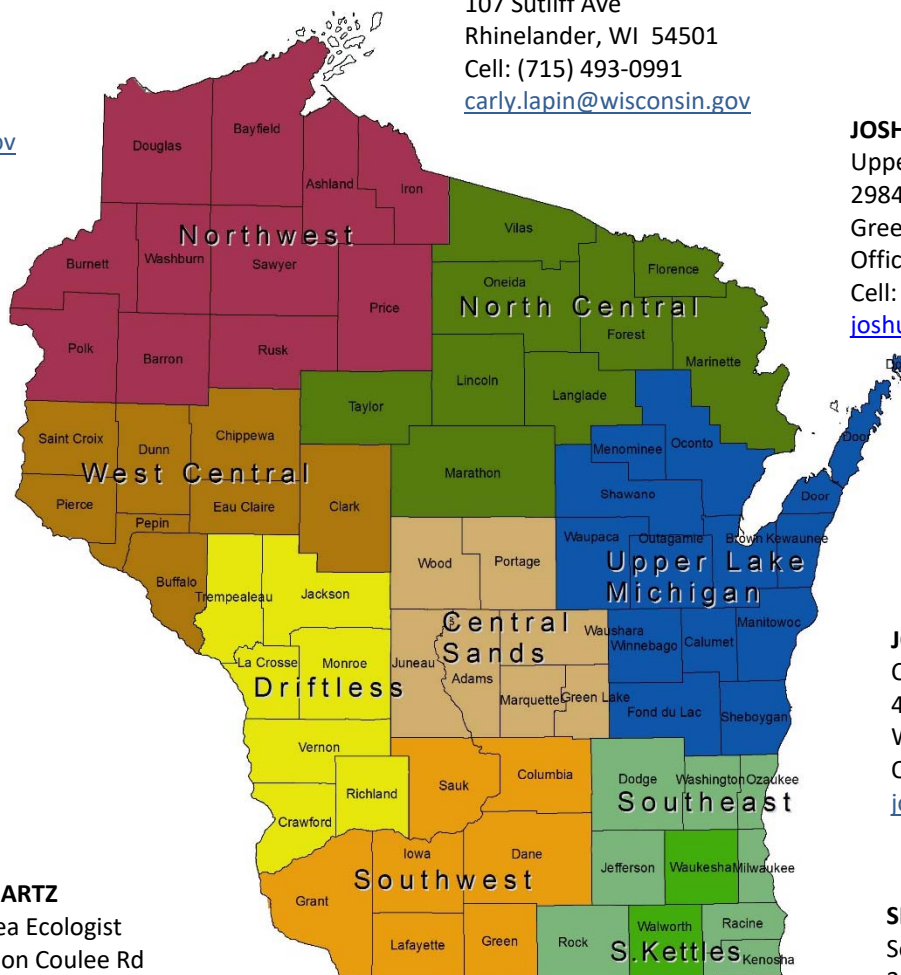 107 Sutliff Ave
Rhinelander, WI  54501
Cell: (715) 493-0991
carly.lapin@wisconsin.gov
ov
JOSH
Uppe
2984
Gree
Offic
Cell:
joshu
ARTZ
ea Ecologist
on Coulee Rd
J
C
4
V
C
j
Douglas
Bayfield
Ashland
Iron
Northwest
Burnett
Washburn
Sawyer
Price
Polk
Barron
Rusk
Vilas
Oneida
Florence
North Central
Forest
Marinette
Lincoln
Langlade
Taylor
Marathon
Saint Croix
Dunn
Chippewa
West Central
Pierce
Pepin
Eau Claire
Clark
Buffalo
Door
Menominee
Oconto
Shawano
Door
Waupaca
Outagamie
Brown
Kewaunee
Upper Lake
Michigan
Manitowoc
Winnebago
Calumet
Fond du Lac
Sheboygan
Wood
Portage
Central
Sands
Waushara
Juneau
Adams
Marquette
Green Lake
Trempealeau
Jackson
La Crosse
Monroe
Driftless
Vernon
Richland
Crawford
Sauk
Columbia
Iowa
Dane
Southwest
Grant
Lafayette
Green
Dodge
Washington
Ozaukee
Southeast
Jefferson
Waukesha
Milwaukee
Rock
Walworth
Racine
S.Kettles
Kenosha